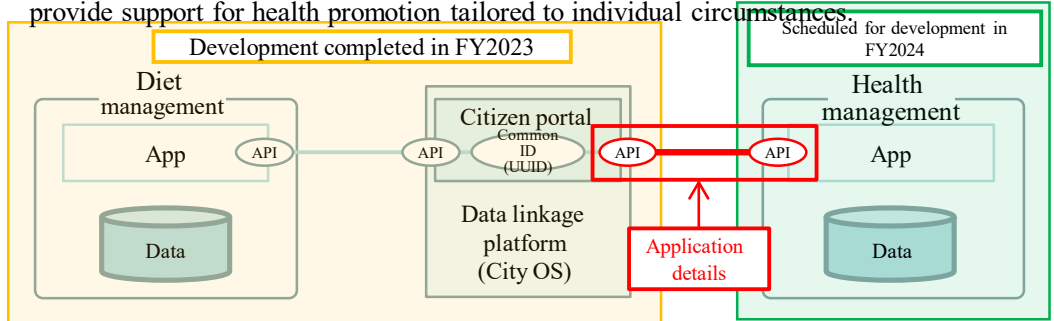 provide support for health promotion tailored to individual circumstances.
Development completed in FY2023
Scheduled for development in
FY2024
Diet
management
App
API
Data
API
Citizen portal
Common
ID
(UUID)
API
Data linkage
platform
(City OS)
API
Health
management
App
Data
Application
details